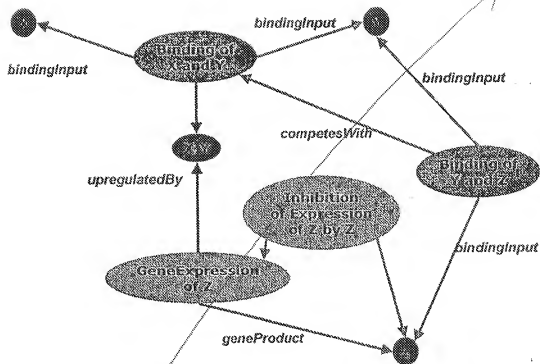 bindingInput
Binding of
X and Y
bindingInput
bindingInput
competesWith
Binding of
Y and Z
upregulatedBy
Inhibition
of Expression
of Z by Z
bindingInput
GeneExpression
of Z
geneProduct